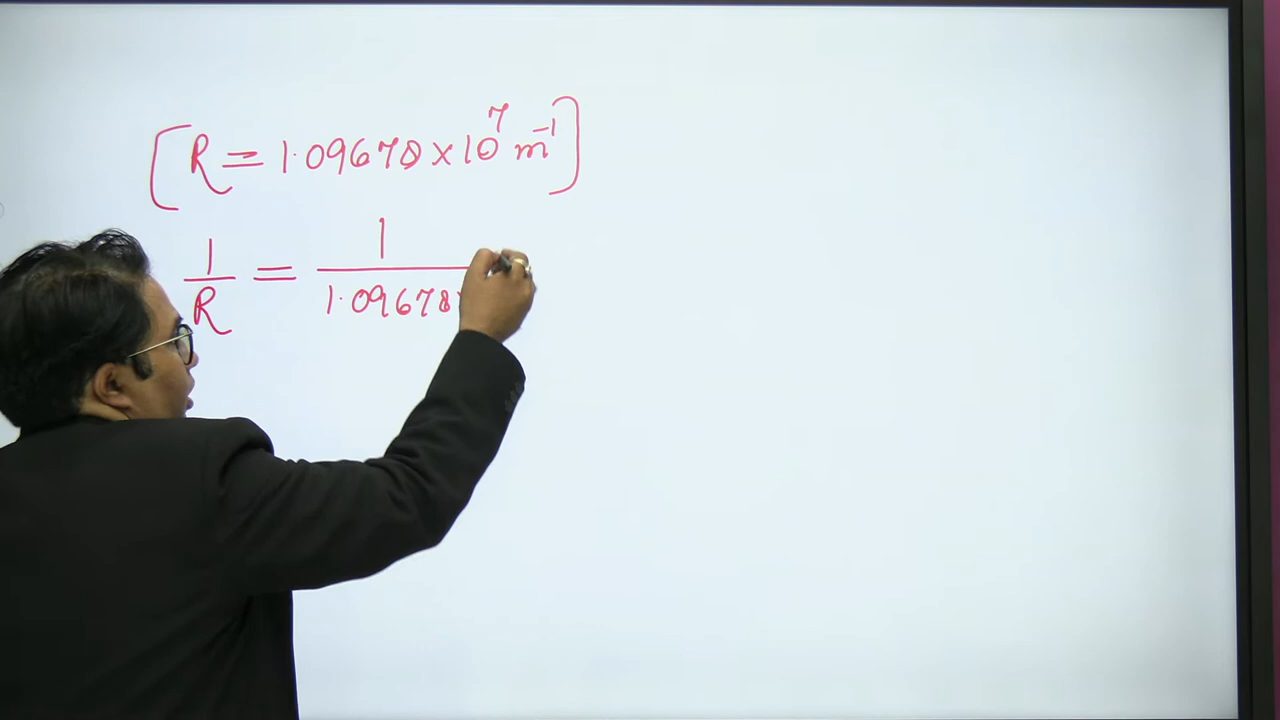 [R = 1.09678 × 10⁷ m⁻¹]
1/R = 1/1.09678